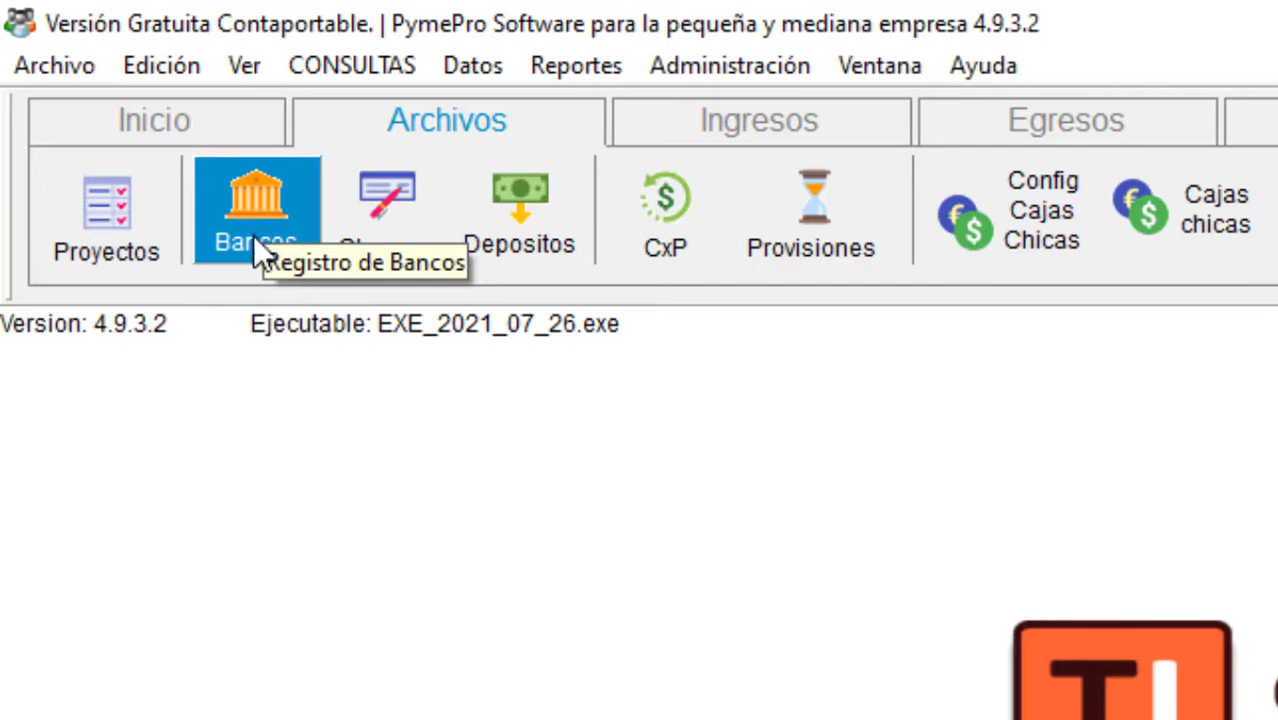 Versión Gratuita Contaportable. | PymePro Software para la pequeña y mediana empresa 4.9.3.2
Archivo Edición Ver CONSULTAS Datos Reportes Administración Ventana Ayuda
Inicio Archivos Ingresos Egresos
Proyectos Bancos Depositos CxP Provisiones Config Cajas Chicas Cajas chicas
Registro de Bancos
Version: 4.9.3.2 Ejecutable: EXE_2021_07_26.exe